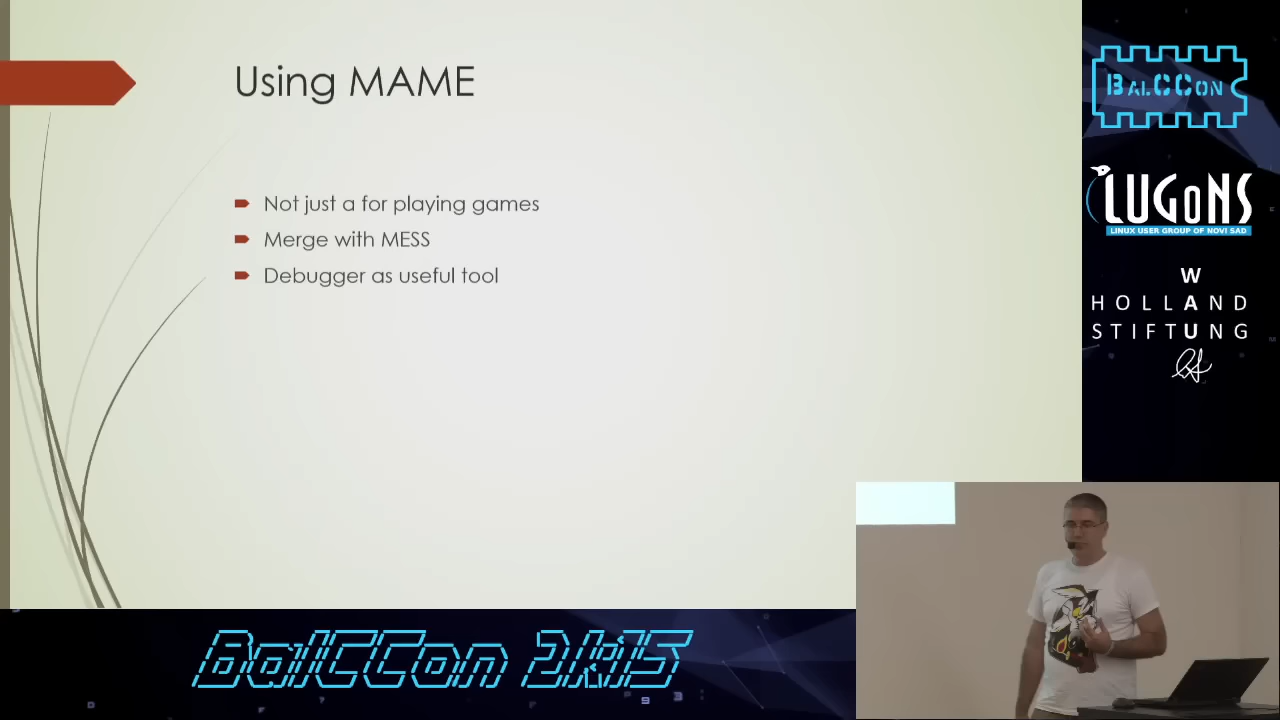 Using MAME
Not just a for playing games
Merge with MESS
Debugger as useful tool
BALCCON
LUGoNS
LINUX USER GROUP OF NOVI SAD
W
HOLLAND
STIFTUNG
BalCCon 2k15